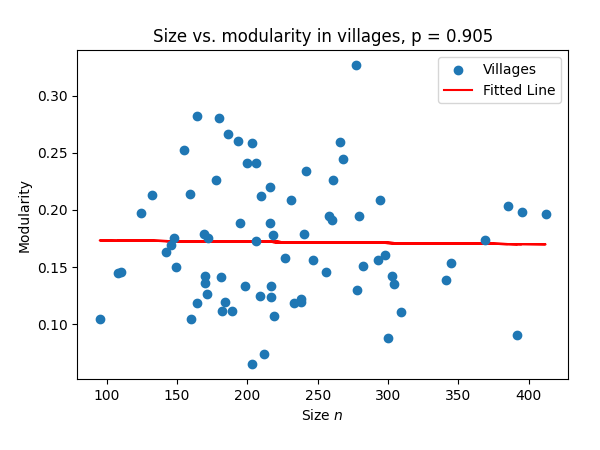 Size vs. modularity in villages, p = 0.905
Villages
Fitted Line
0.30
0.25
0.20
0.15
0.10
Modularity
100 150 200 250 300 350 400
Size n